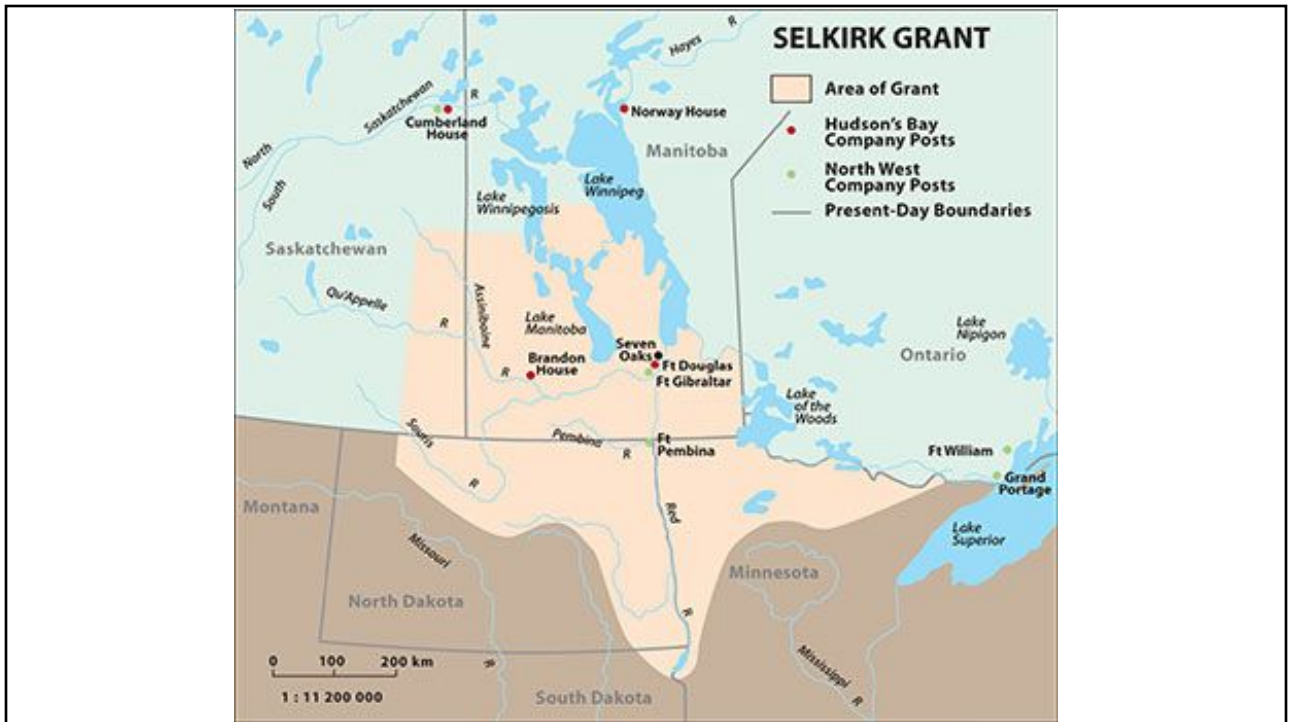 SELKIRK GRANT
Area of Grant
Hudson's Bay
Company Posts
North West
Company Posts
Present-Day Boundaries
Hayes
R
Saskatchewan
R
Cumberland
House
Norway House
Manitoba
North
South
Lake
Winnipeg
Lake
Winnipegosis
Saskatchewan
Qu'Appelle
R
Assiniboine
R
Lake
Manitoba
Brandon
House
Seven
Oaks
Ft Douglas
Ft Gibraltar
Lake
Nipigon
Ontario
Lake
of the
Woods
Souris
R
Pembina
R
Ft
Pembina
Ft William
Grand
Portage
Lake
Superior
Montana
Missouri
R
Red
R
Minnesota
North Dakota
Mississippi
R
South Dakota
0 100 200 km
1 : 11 200 000